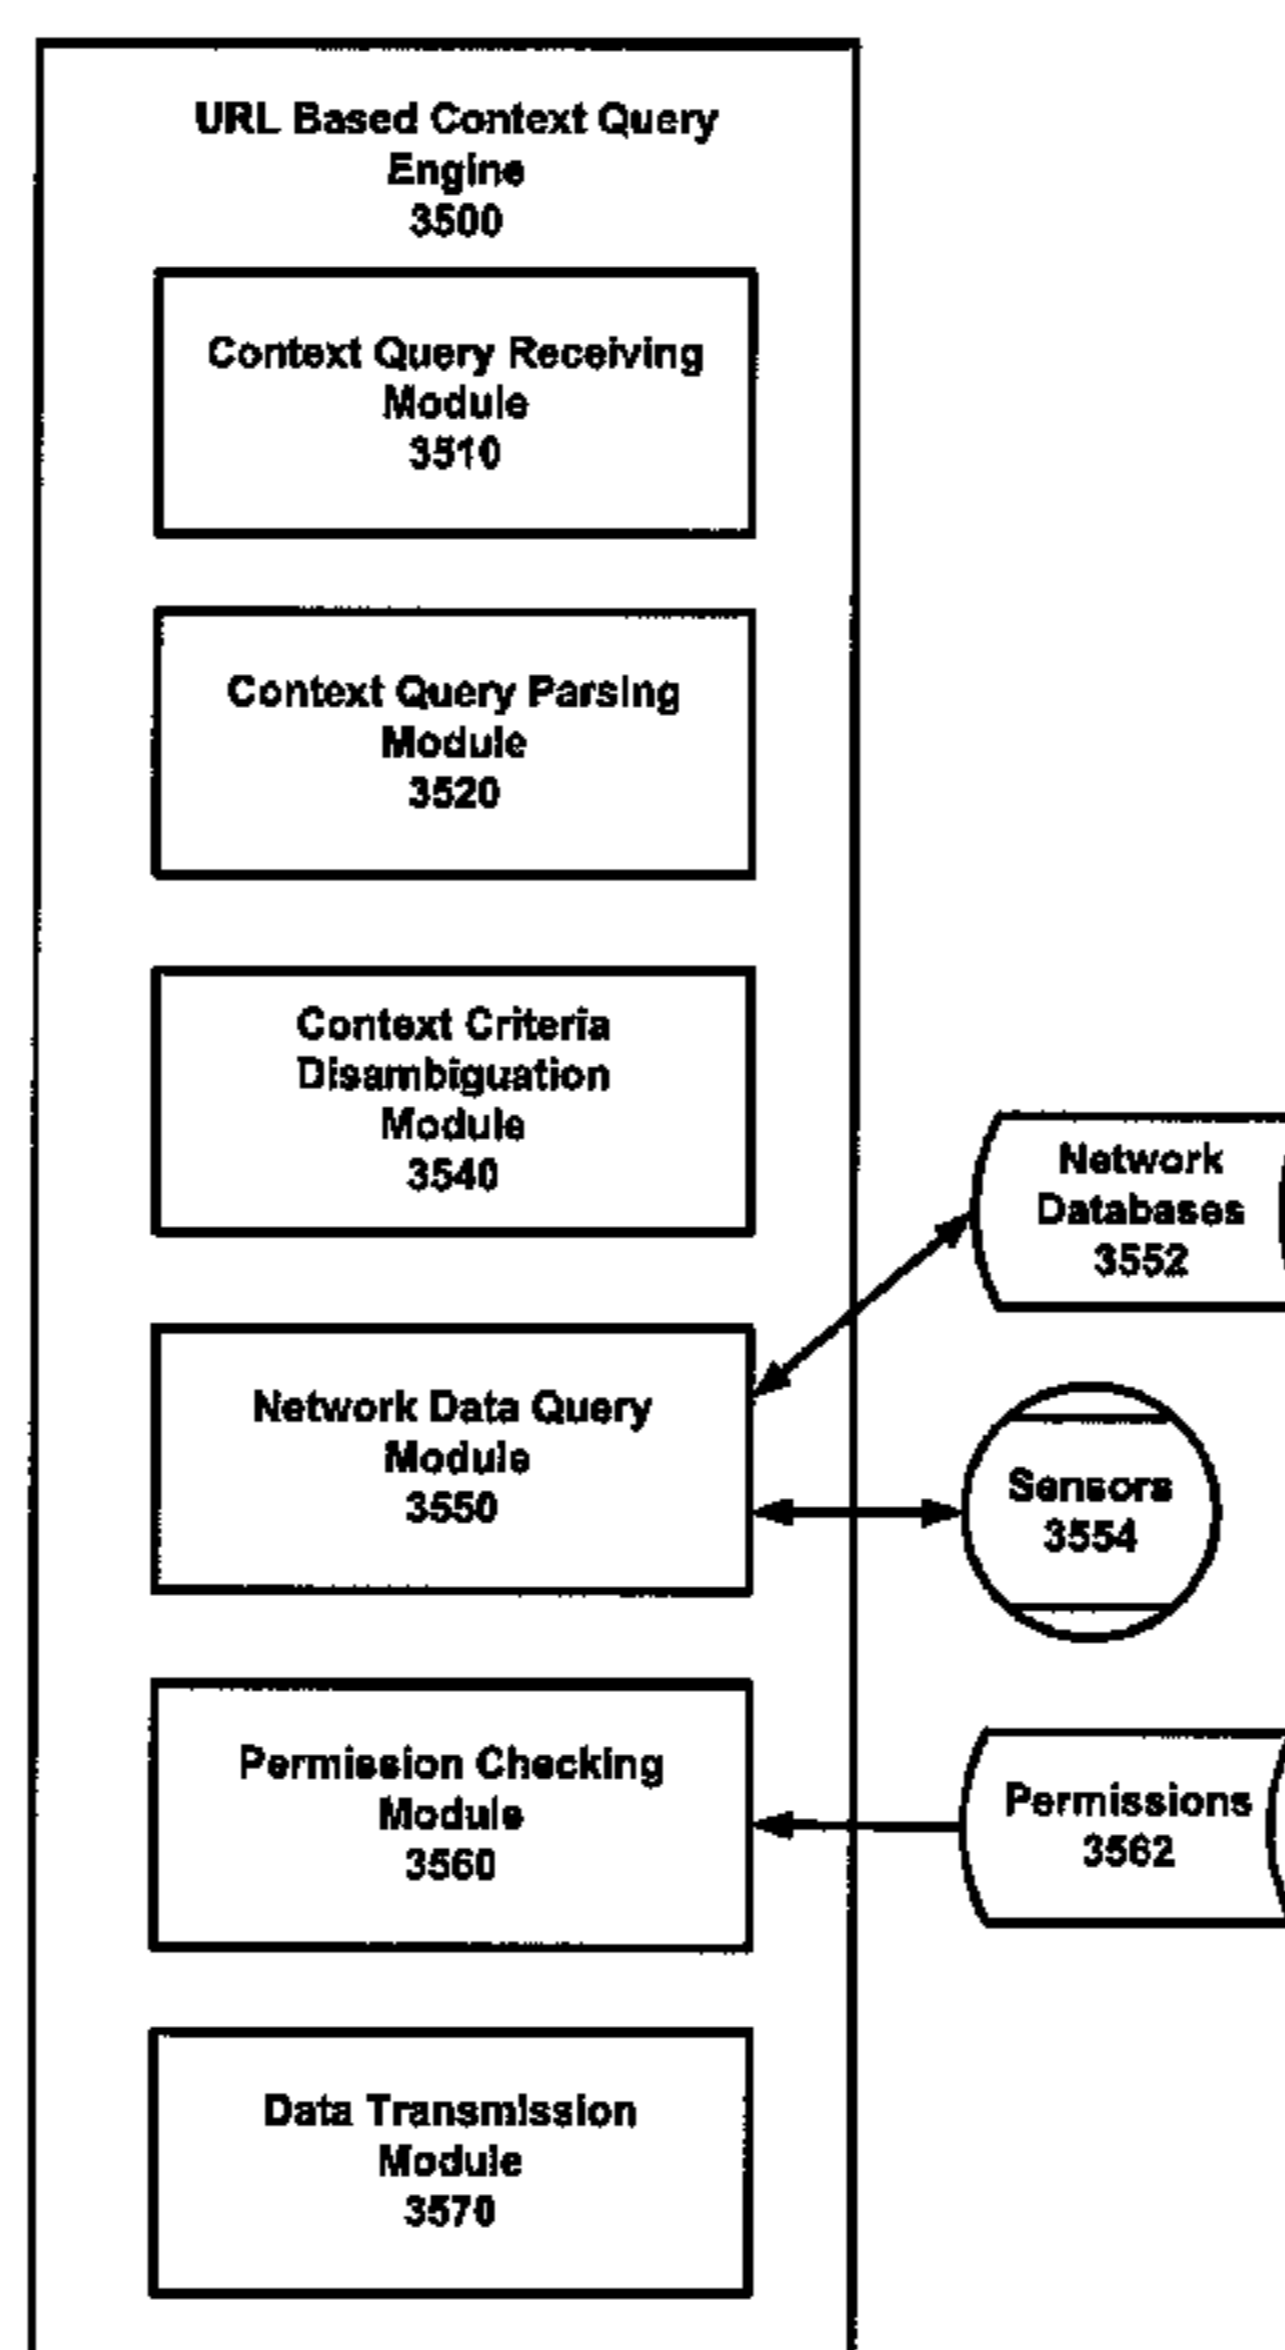 URL Based Context Query
Engine
3500
Context Query Receiving
Module
3510
Context Query Parsing
Module
3520
Context Criteria
Disambiguation
Module
3540
Network
Databases
3552
Network Data Query
Module
3550
Sensors
3554
Permission Checking
Module
3560
Permissions
3562
Data Transmission
Module
3570